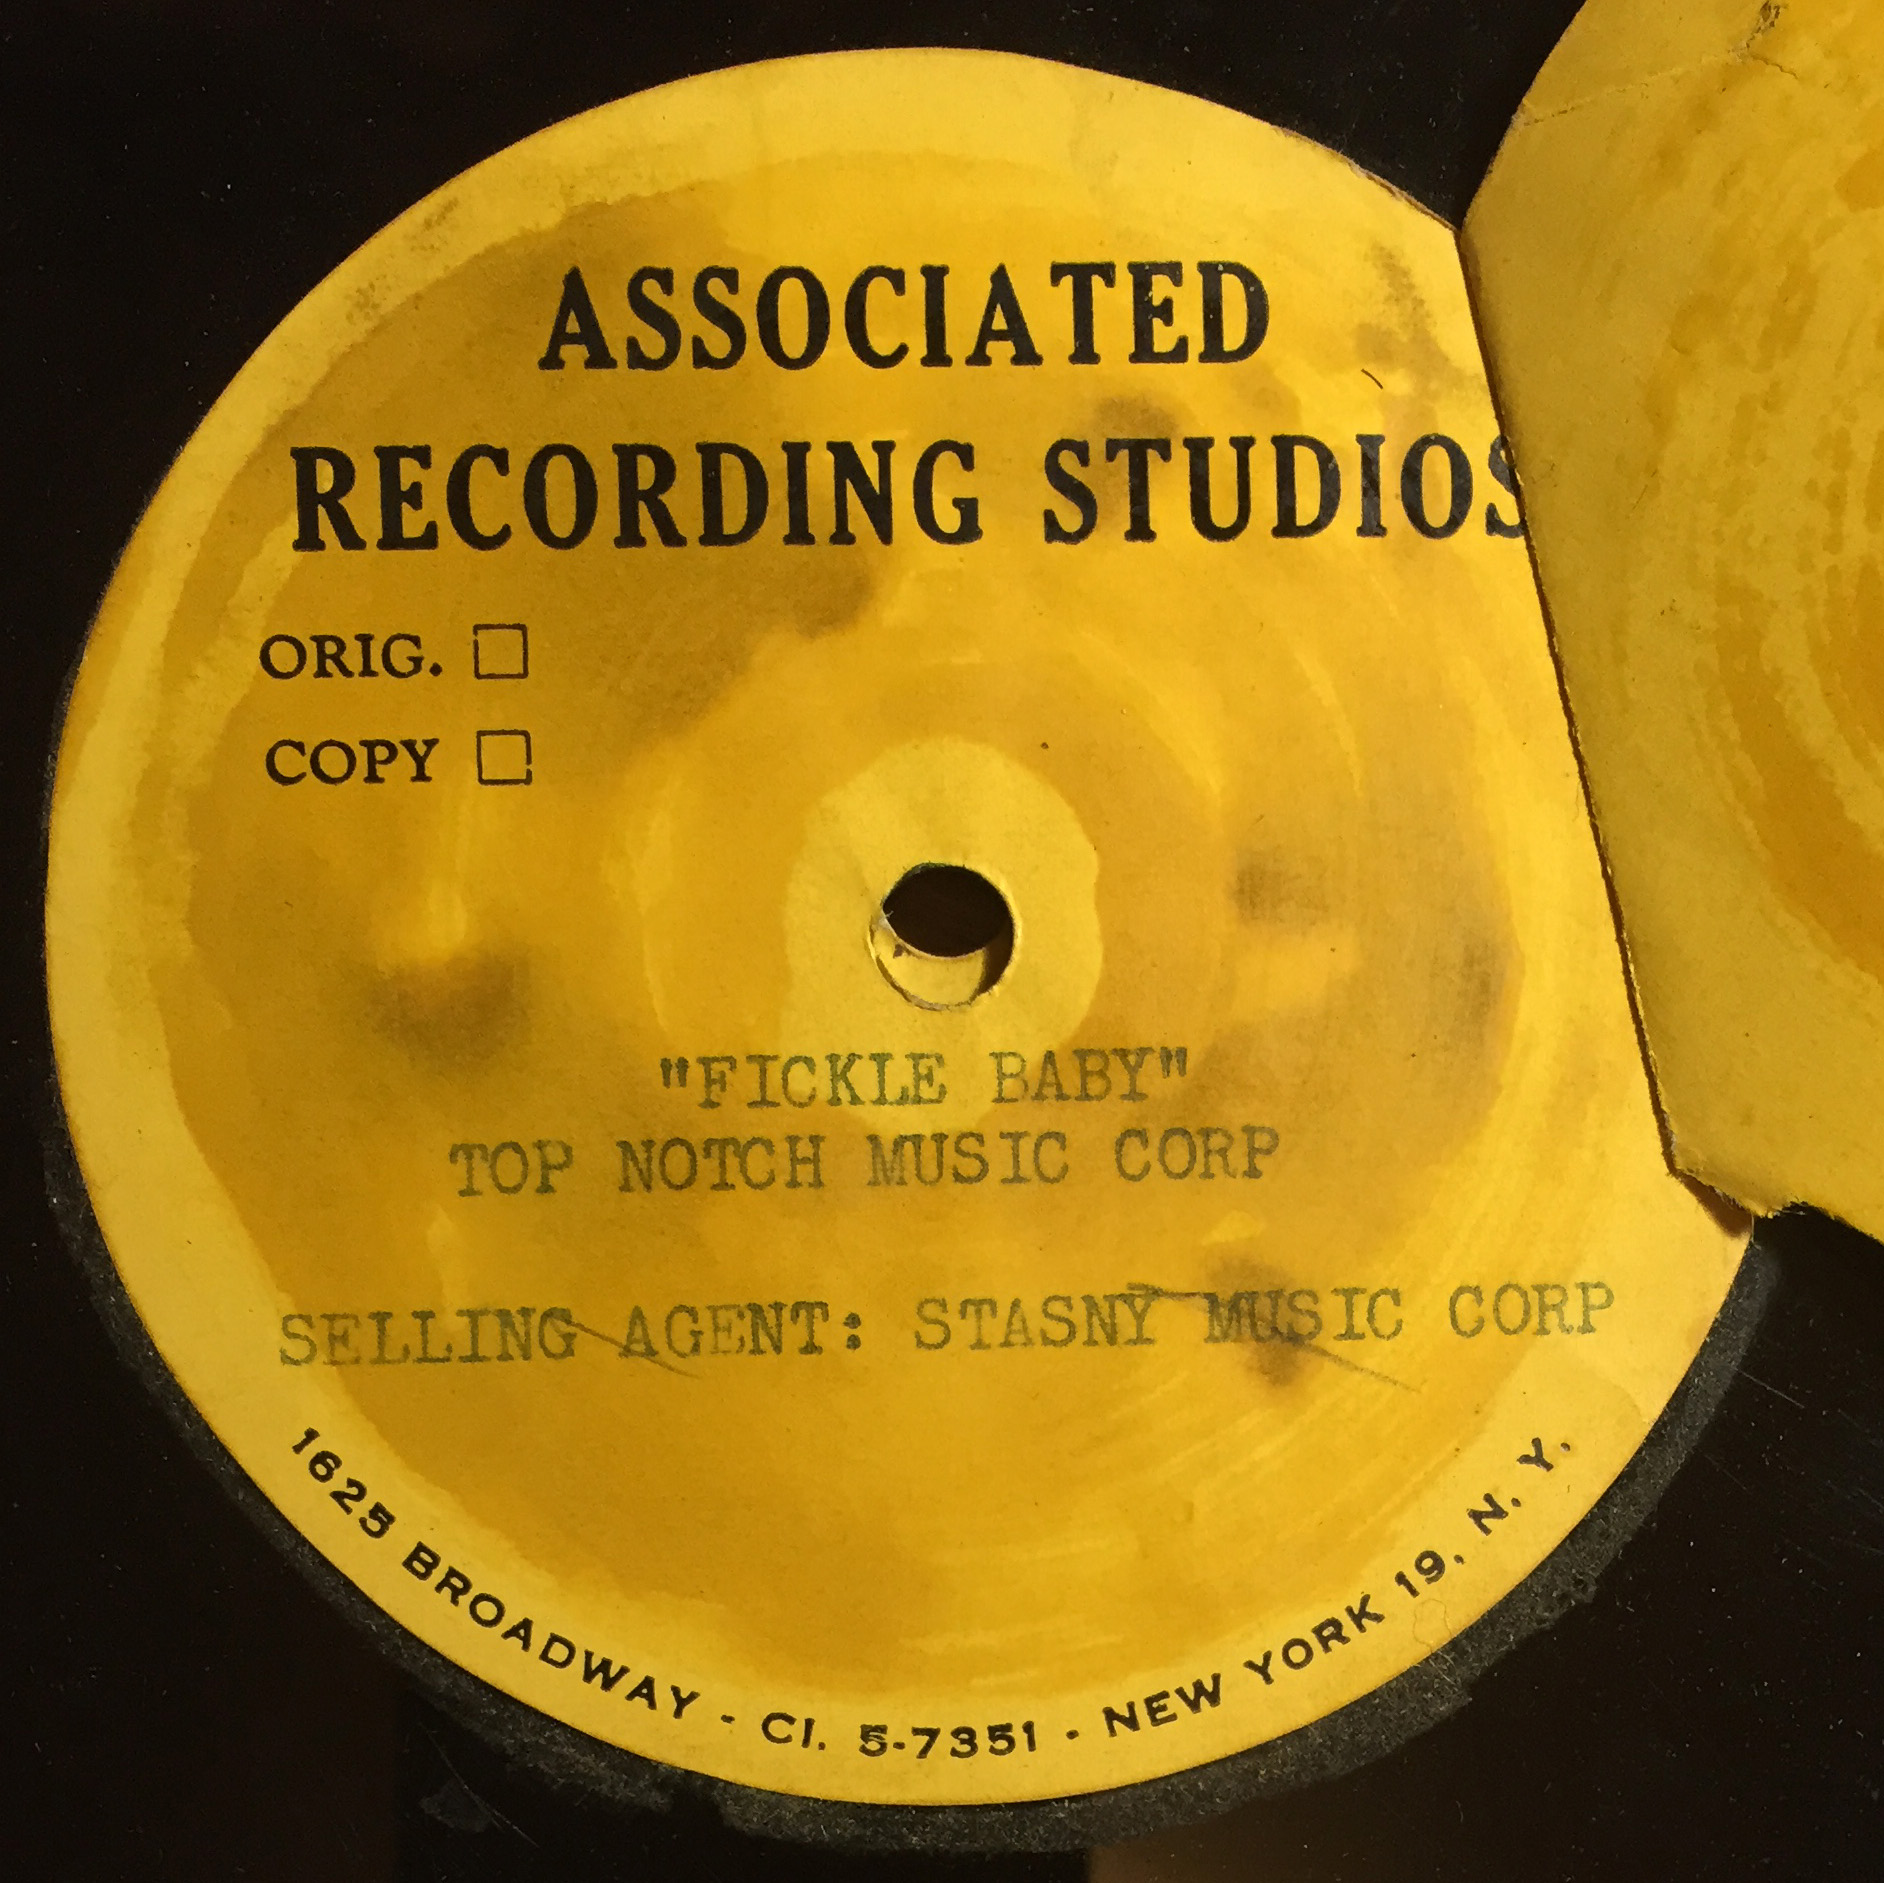 ASSOCIATED
RECORDING STUDIOS
ORIG. □
COPY □
"FICKLE BABY"
TOP NOTCH MUSIC CORP
SELLING AGENT: STASNY MUSIC CORP
1625 BROADWAY - CI. 5-7351 - NEW YORK 19, N. Y.